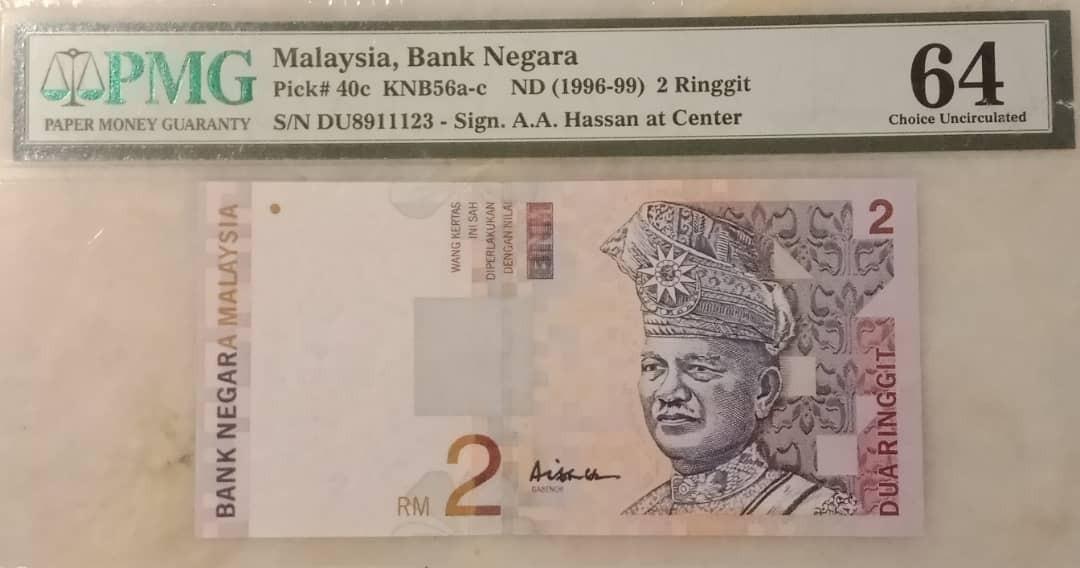 PMG
PAPER MONEY GUARANTY
Malaysia, Bank Negara
Pick# 40c KNB56a-c ND (1996-99) 2 Ringgit
S/N DU8911123 - Sign. A.A. Hassan at Center
64
Choice Uncirculated
BANK NEGARA MALAYSIA
WANG KERTAS
INI SAH
DIPERLAKUKAN
DENGAN NILAI
RM 2
GABENOR
2
DUA RINGGIT